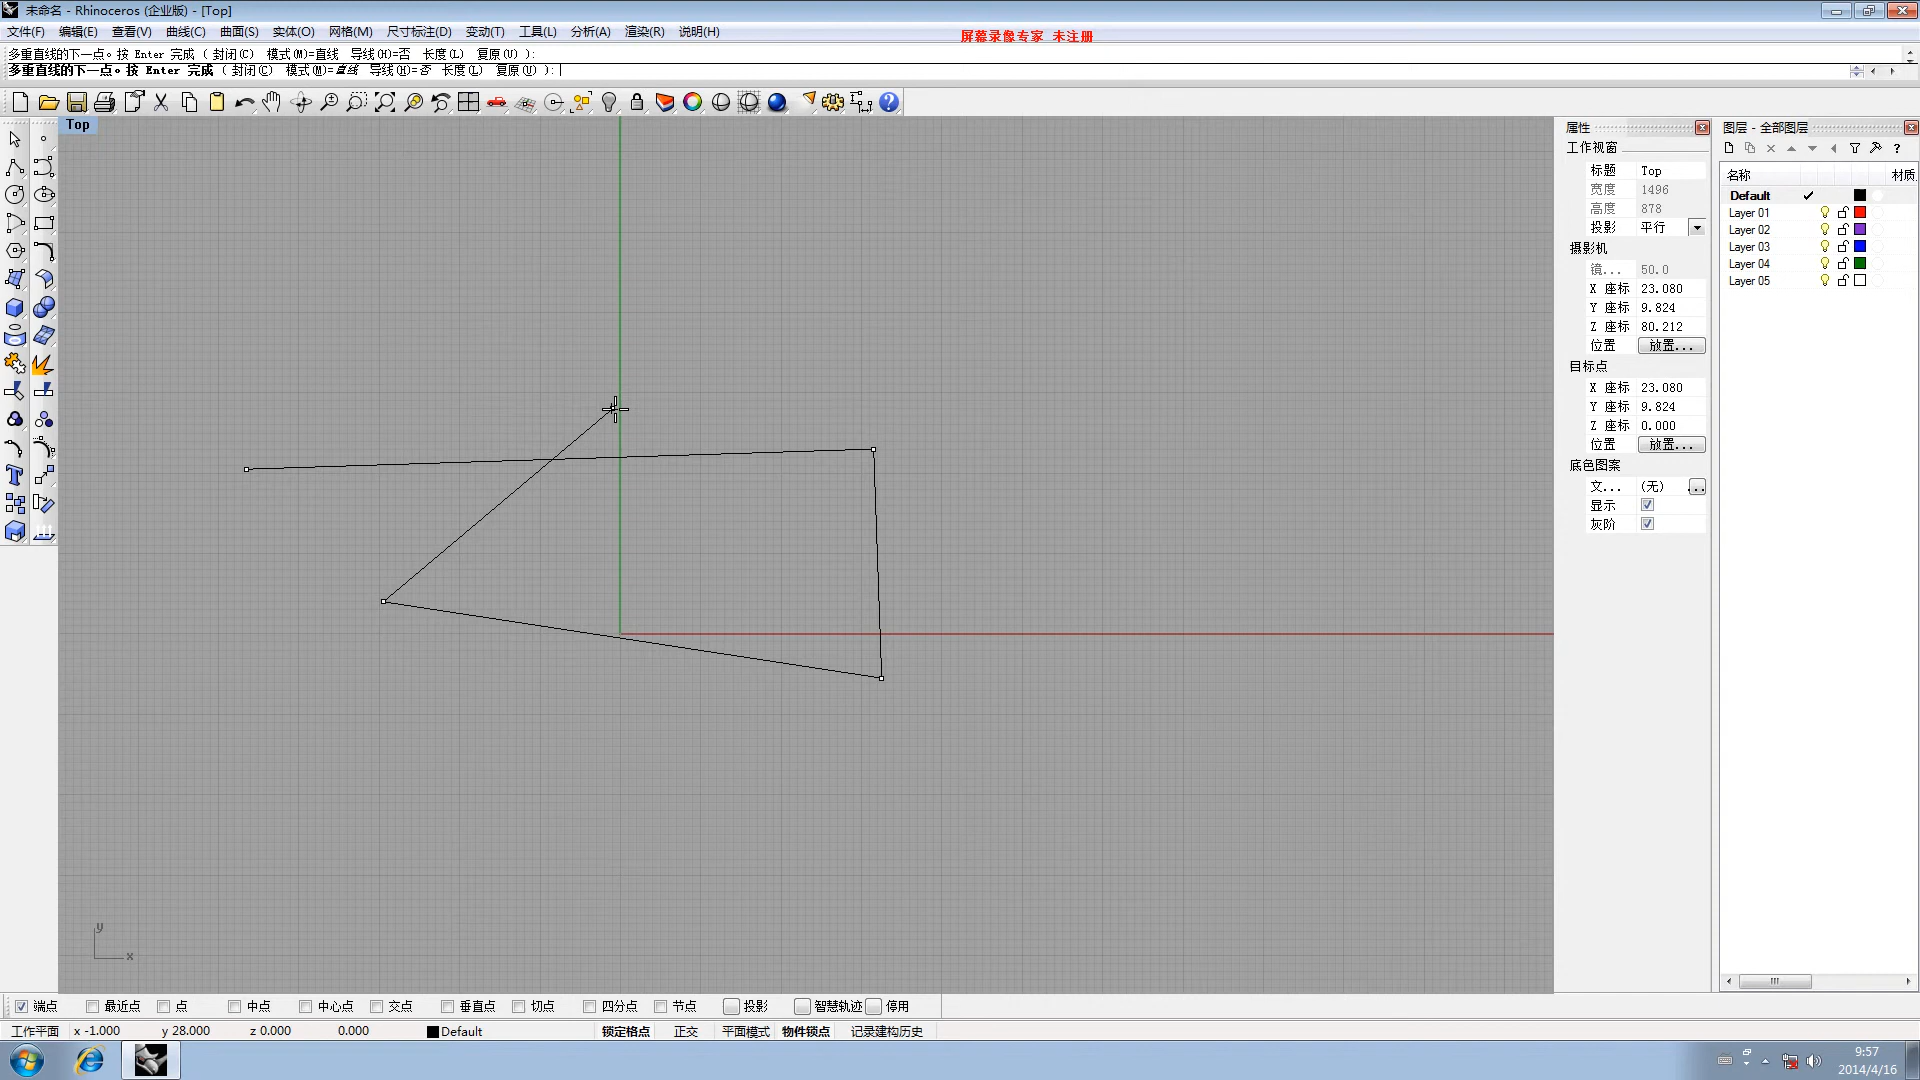 未命名 - Rhinoceros (企业版) - [Top]
文件(F) 编辑(E) 查看(V) 曲线(C) 曲面(S) 实体(O) 网格(M) 尺寸标注(D) 变动(T) 工具(L) 分析(A) 渲染(R) 说明(H)
屏幕录像专家 未注册
多重直线的下一点。按 Enter 完成 ( 封闭(C) 模式(M)=直线 导线(H)=否 长度(L) 复原(U) ):
多重直线的下一点。按 Enter 完成 ( 封闭(C) 模式(M)=直线 导线(H)=否 长度(L) 复原(U) ):
Top
属性
工作视窗
标题 Top
宽度 1496
高度 878
投影 平行
摄影机
镜... 50.0
X 座标 23.080
Y 座标 9.824
Z 座标 80.212
位置 放置...
目标点
X 座标 23.080
Y 座标 9.824
Z 座标 0.000
位置 放置...
底色图案
文... (无) ...
显示
灰阶
图层 - 全部图层
名称 材质
Default
Layer 01
Layer 02
Layer 03
Layer 04
Layer 05
y
x
端点 最近点 点 中点 中心点 交点 垂直点 切点 四分点 节点 投影 智慧轨迹 停用
工作平面 x -1.000 y 28.000 z 0.000 0.000 Default 锁定格点 正交 平面模式 物件锁点 记录建构历史
9:57
2014/4/16